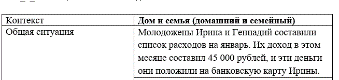 Контекст
Дом и семья (домашний и семейный)
Общая ситуация
Молодожены Ирина и Геннадий составили
список расходов на январь. Их доход в этом
месяце составил 45 000 рублей, и эти деньги
они положили на банковскую карту Ирины.